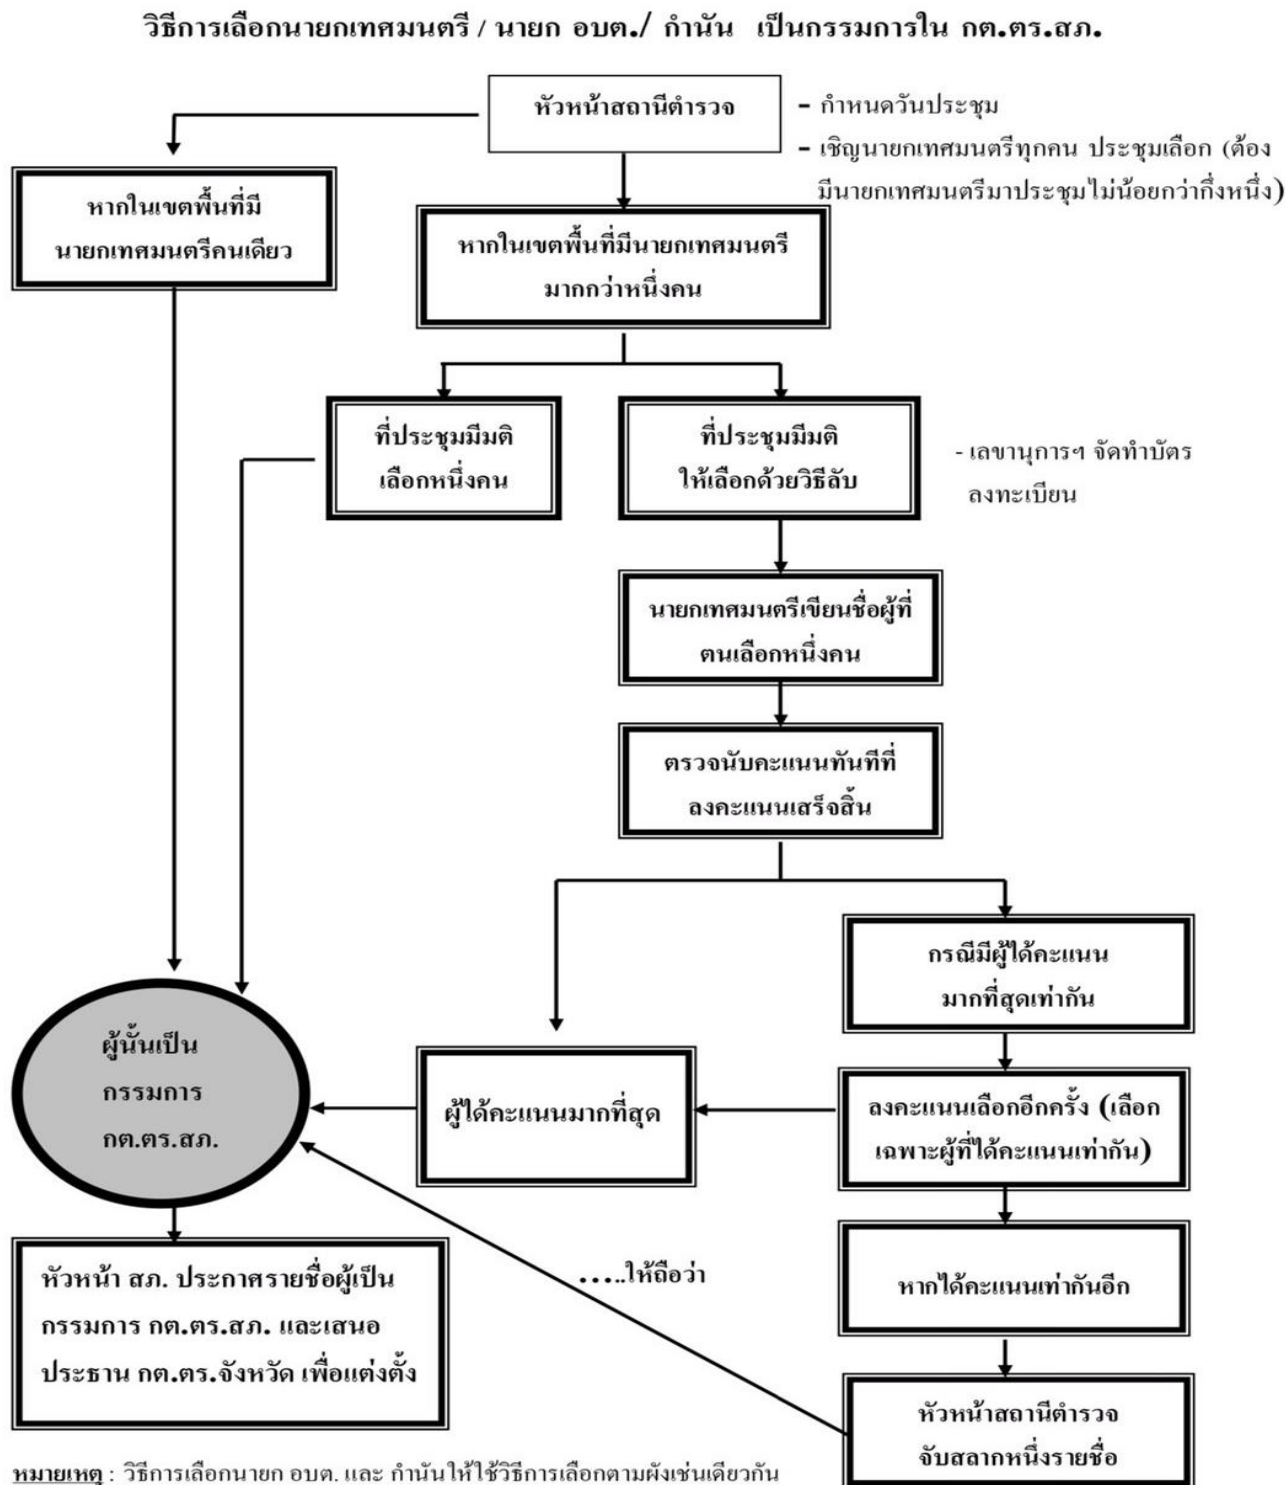 วิธีการเลือกนายกเทศมนตรี / นายก อบต./ กำนัน เป็นกรรมการใน กต.ตร.สภ.
หัวหน้าสถานีตำรวจ
- กำหนดวันประชุม
- เชิญนายกเทศมนตรีทุกคน ประชุมเลือก (ต้อง
มีนายกเทศมนตรีมาประชุมไม่น้อยกว่ากึ่งหนึ่ง)
หากในเขตพื้นที่มี
นายกเทศมนตรีคนเดียว
หากในเขตพื้นที่มีนายกเทศมนตรี
มากกว่าหนึ่งคน
ที่ประชุมมีมติ
เลือกหนึ่งคน
ที่ประชุมมีมติ
ให้เลือกด้วยวิธีลับ
- เลขานุการฯ จัดทำบัตร
ลงทะเบียน
นายกเทศมนตรีเขียนชื่อผู้ที่
ตนเลือกหนึ่งคน
ตรวจนับคะแนนทันทีที่
ลงคะแนนเสร็จสิ้น
กรณีมีผู้ได้คะแนน
มากที่สุดเท่ากัน
ผู้นั้นเป็น
กรรมการ
กต.ตร.สภ.
ผู้ได้คะแนนมากที่สุด
ลงคะแนนเลือกอีกครั้ง (เลือก
เฉพาะผู้ที่ได้คะแนนเท่ากัน)
หัวหน้า สภ. ประกาศรายชื่อผู้เป็น
กรรมการ กต.ตร.สภ. และเสนอ
ประธาน กต.ตร.จังหวัด เพื่อแต่งตั้ง
.....ให้ถือว่า
หากได้คะแนนเท่ากันอีก
หัวหน้าสถานีตำรวจ
จับสลากหนึ่งรายชื่อ
หมายเหตุ : วิธีการเลือกนายก อบต. และ กำนันให้ใช้วิธีการเลือกตามผังเช่นเดียวกัน